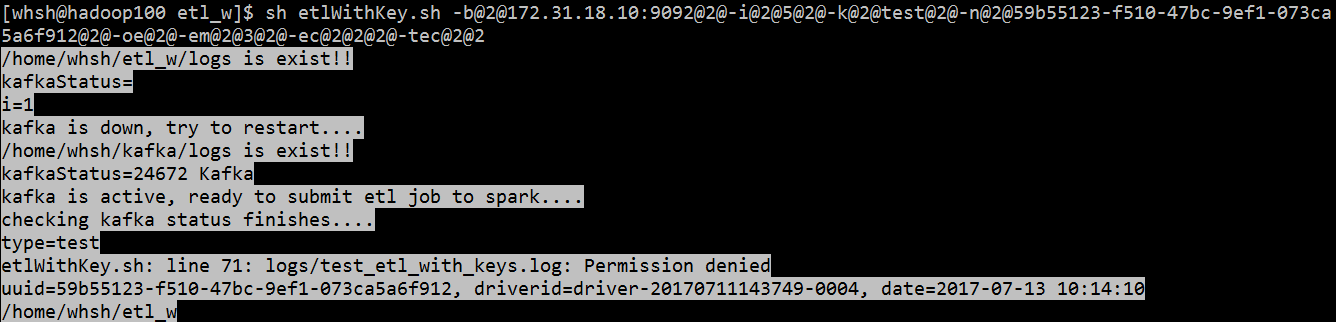 [whsh@hadoop100 etl_w]$ sh etlWithKey.sh -b@2@172.31.18.10:9092@2@-i@2@5@2@-k@2@test@2@-n@2@59b55123-f510-47bc-9ef1-073ca
5a6f912@2@-oe@2@-em@2@3@2@-ec@2@2@2@-tec@2@2
/home/whsh/etl_w/logs is exist!!
kafkaStatus=
i=1
kafka is down, try to restart....
/home/whsh/kafka/logs is exist!!
kafkaStatus=24672 Kafka
kafka is active, ready to submit etl job to spark....
checking kafka status finishes....
type=test
etlWithKey.sh: line 71: logs/test_etl_with_keys.log: Permission denied
uuid=59b55123-f510-47bc-9ef1-073ca5a6f912, driverid=driver-20170711143749-0004, date=2017-07-13 10:14:10
/home/whsh/etl_w